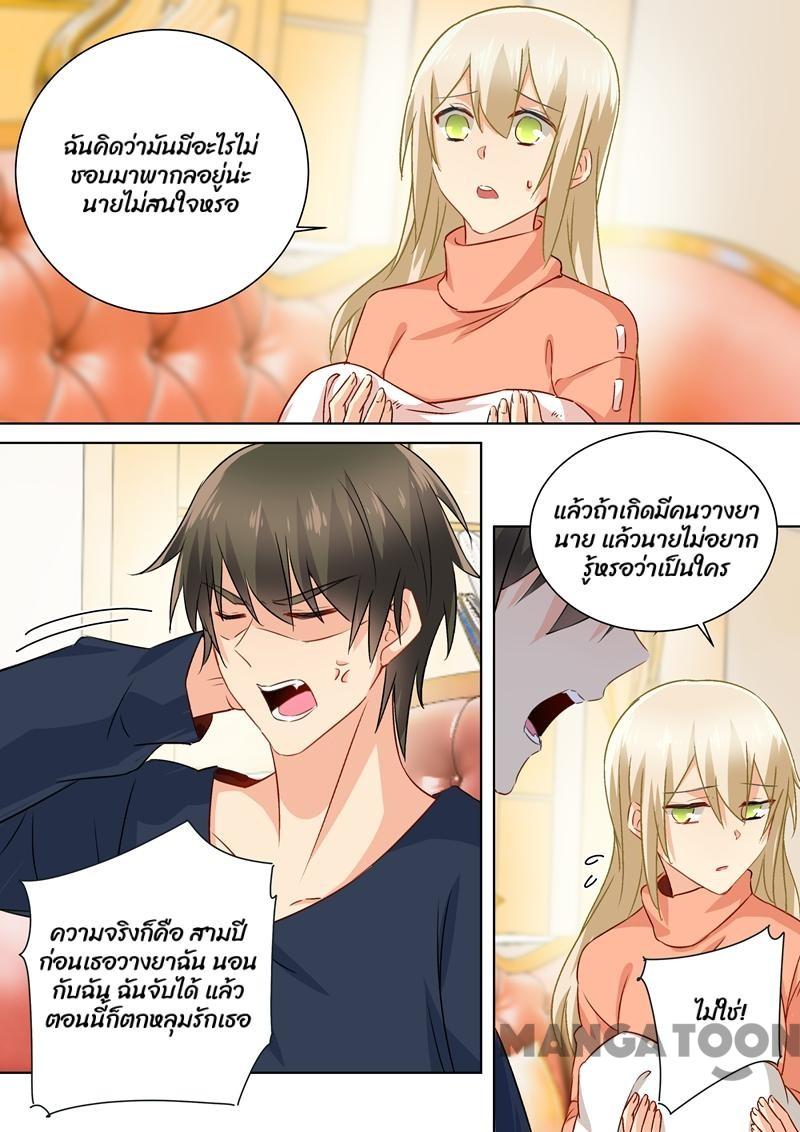 ฉันคิดว่ามันมีอะไรไม่
ชอบมาพากลอยู่น่ะ
นายไม่สนใจหรอ
แล้วถ้าเกิดมีคนวางยา
นาย แล้วนายไม่อยาก
รู้หรอว่าเป็นใคร
ความจริงก็คือ สามปี
ก่อนเธอวางยาฉัน นอน
กับฉัน ฉันจับได้ แล้ว
ตอนนี้ก็ตกหลุมรักเธอ
ไม่ใช่!
MANGATOON